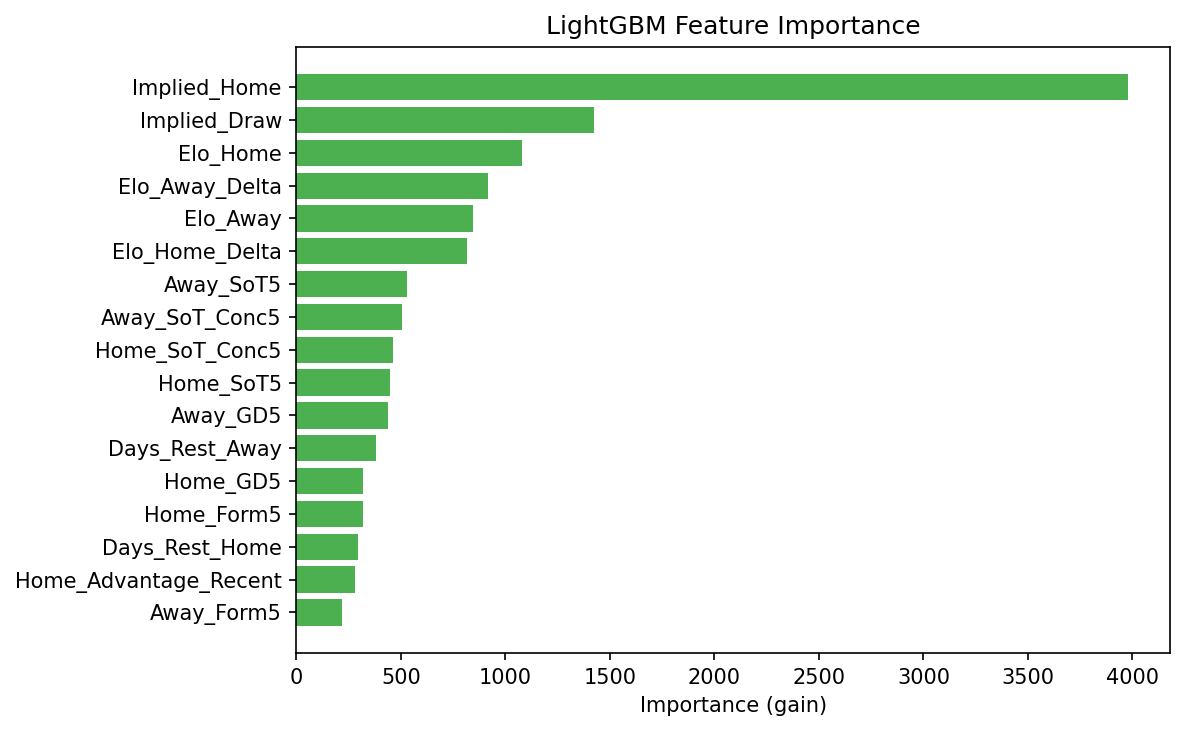 LightGBM Feature Importance
Implied_Home
Implied_Draw
Elo_Home
Elo_Away_Delta
Elo_Away
Elo_Home_Delta
Away_SoT5
Away_SoT_Conc5
Home_SoT_Conc5
Home_SoT5
Away_GD5
Days_Rest_Away
Home_GD5
Home_Form5
Days_Rest_Home
Home_Advantage_Recent
Away_Form5
0 500 1000 1500 2000 2500 3000 3500 4000
Importance (gain)